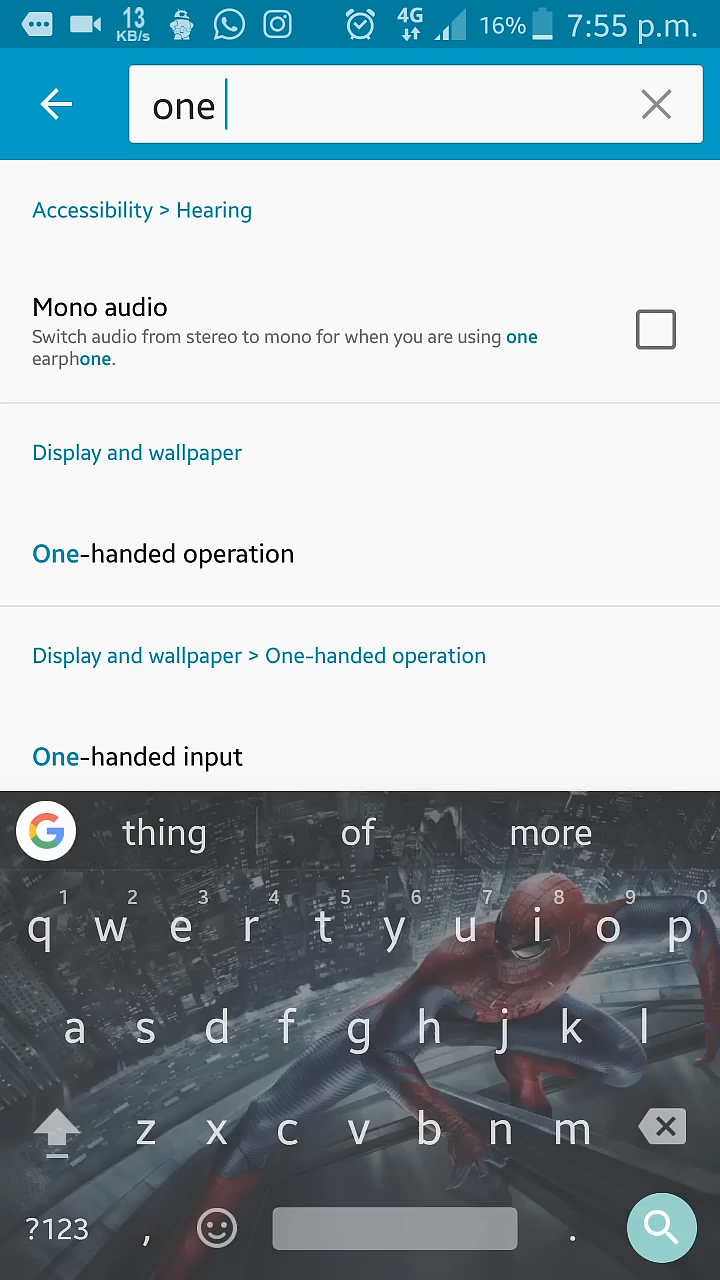 13 KB/s 4G 16% 7:55 p.m.
one
Accessibility > Hearing
Mono audio
Switch audio from stereo to mono for when you are using one
earphone.
Display and wallpaper
One-handed operation
Display and wallpaper > One-handed operation
One-handed input
G thing of more
1 2 3 4 5 6 7 8 9 0
q w e r t y u i o p
a s d f g h j k l
z x c v b n m
?123 , .